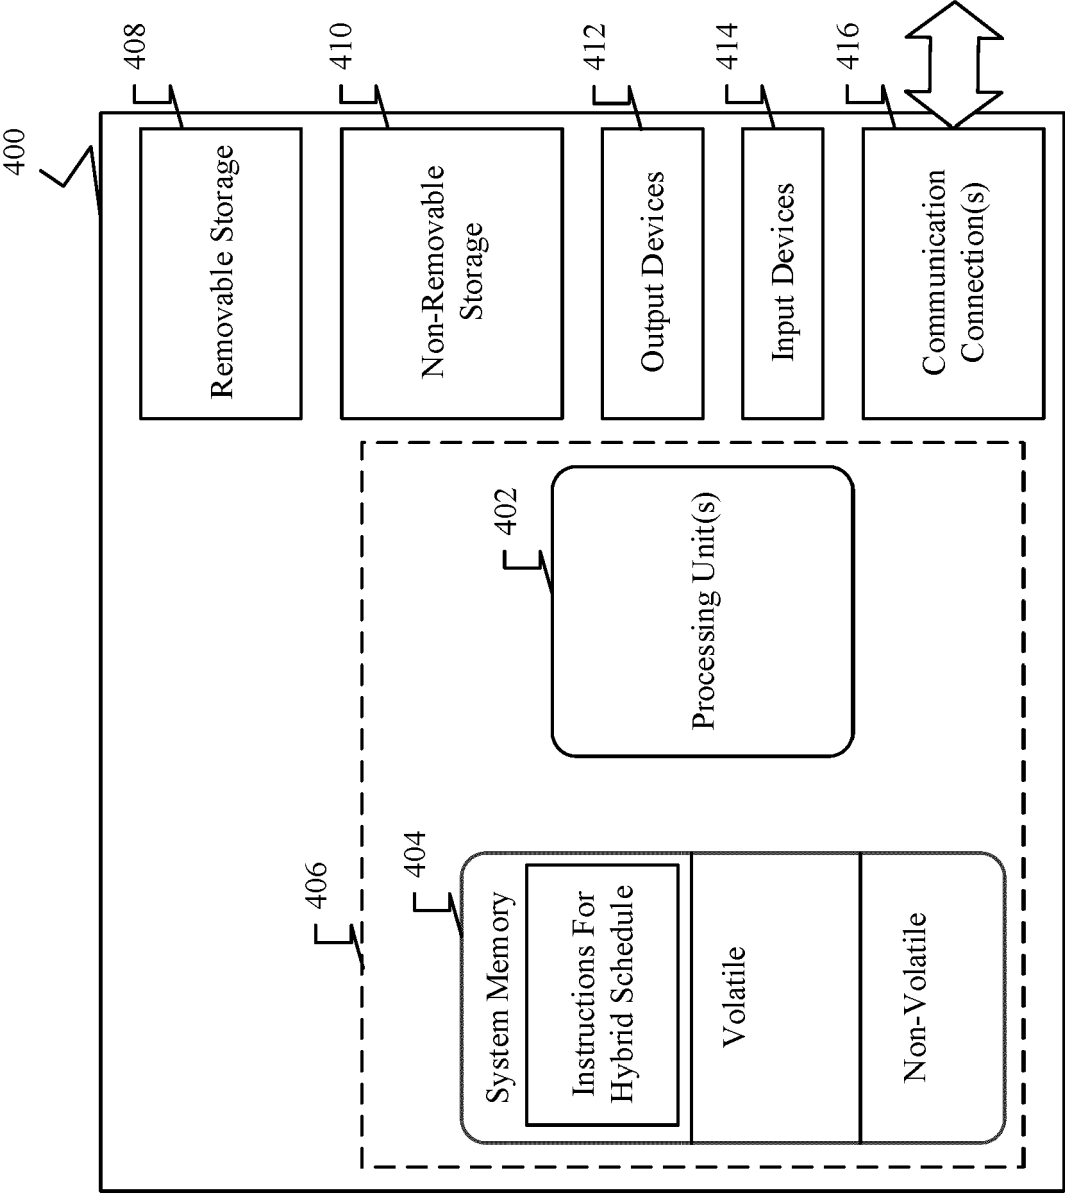 400
408
Removable Storage
410
Non-Removable
Storage
412
Output Devices
414
Input Devices
416
Communication
Connection(s)
406
404
System Memory
Instructions For
Hybrid Schedule
Volatile
Non-Volatile
402
Processing Unit(s)